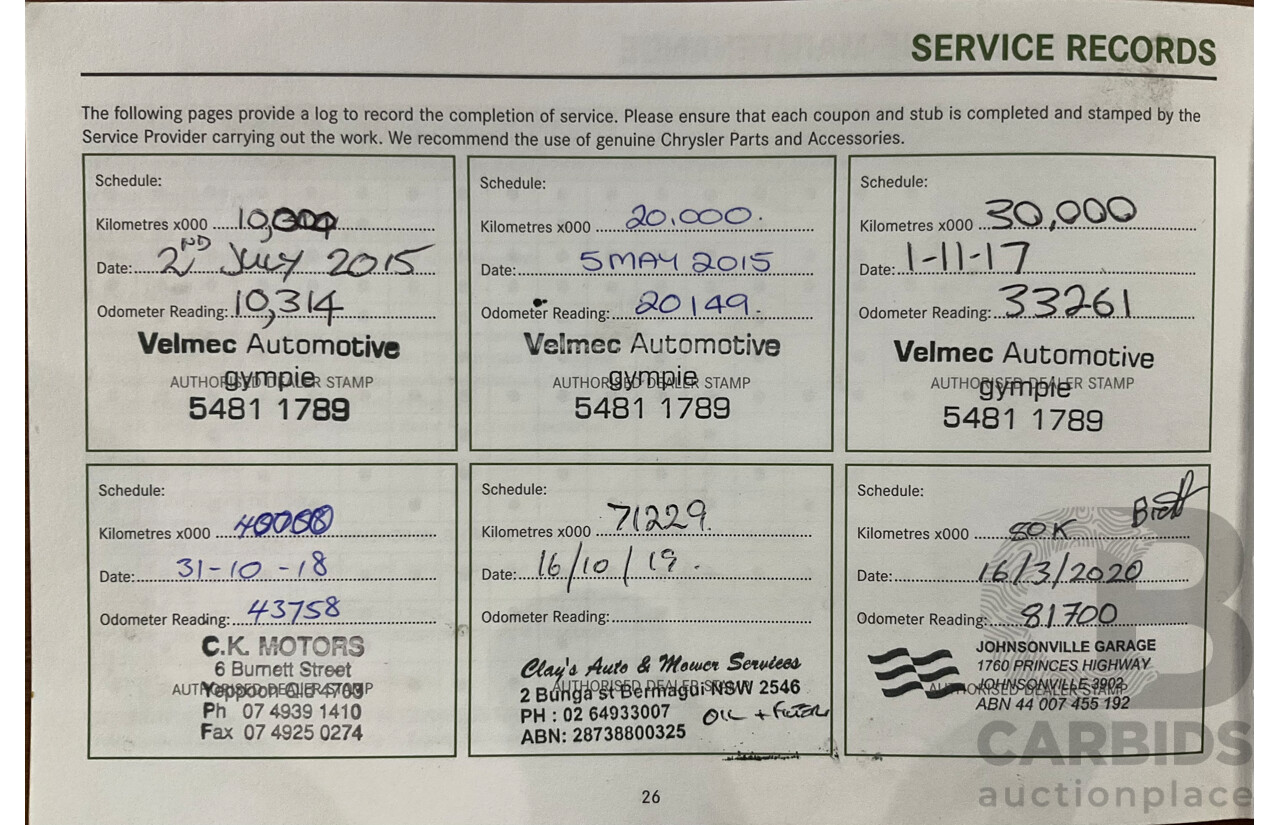 SERVICE RECORDS
The following pages provide a log to record the completion of service. Please ensure that each coupon and stub is completed and stamped by the
Service Provider carrying out the work. We recommend the use of genuine Chrysler Parts and Accessories.
Schedule:
Kilometres x000 10,000
Date: 2ND JULY 2015
Odometer Reading: 10,314
Velmec Automotive
gympie
AUTHORISED DEALER STAMP
5481 1789
Schedule:
Kilometres x000 20.000.
Date: 5 MAY 2015
Odometer Reading: 20149.
Velmec Automotive
gympie
AUTHORISED DEALER STAMP
5481 1789
Schedule:
Kilometres x000 30,000
Date: 1-11-17
Odometer Reading: 33261
Velmec Automotive
AUTHORISED DEALER STAMP
gympie
5481 1789
Schedule:
Kilometres x000 40000
Date: 31-10-18
Odometer Reading: 43758
C.K. MOTORS
6 Burnett Street
Yeppoon Qld 4703
AUTHORISED DEALER STAMP
Ph 07 4939 1410
Fax 07 4925 0274
Schedule:
Kilometres x000 71229.
Date: 16/10/19.
Odometer Reading:
Clay's Auto & Mower Services
AUTHORISED DEALER STAMP
2 Bunga st Bermagui NSW 2546
PH : 02 64933007 OIL + FILTER
ABN: 28738800325
Schedule: Brett
Kilometres x000 80K
Date: 16/3/2020
Odometer Reading: 81700
JOHNSONVILLE GARAGE
1760 PRINCES HIGHWAY
JOHNSONVILLE 3902
AUTHORISED DEALER STAMP
ABN 44 007 455 192
26
B
CARBIDS
auctionplace